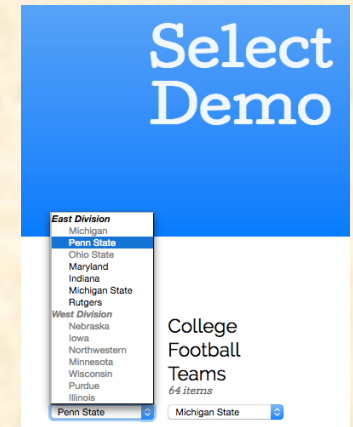 Select
Demo
East Division
Michigan
Penn State
Ohio State
Maryland
Indiana
Michigan State
Rutgers
West Division
Nebraska
Iowa
Northwestern
Minnesota
Wisconsin
Purdue
Illinois
College
Football
Teams
64 items
Penn State
Michigan State